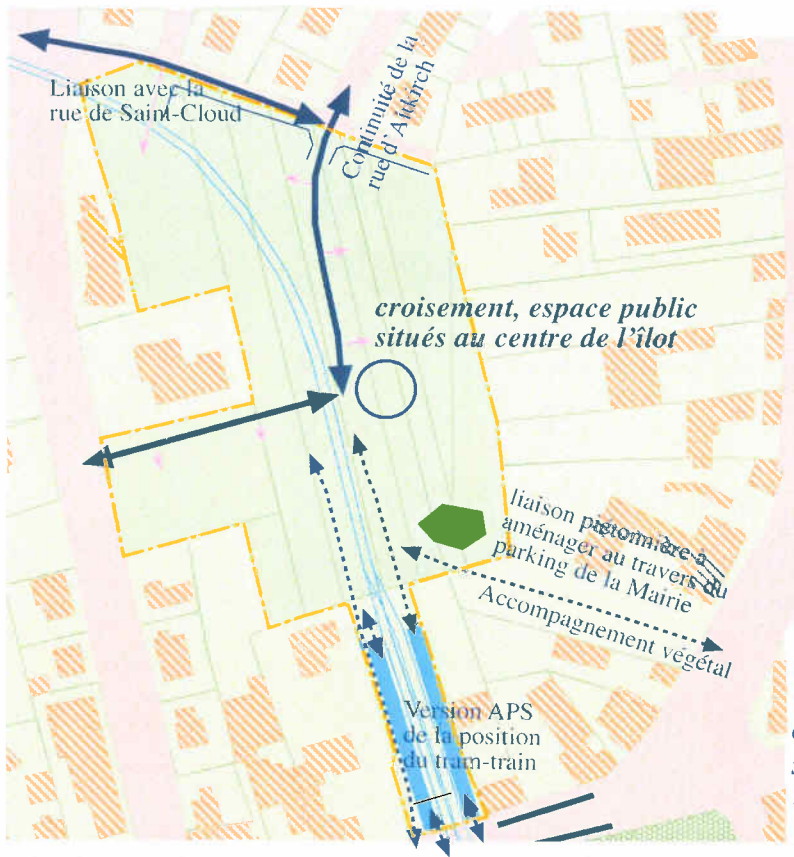 Liaison avec la
rue de Saint-Cloud
Continuité de la
rue d'Altkirch
croisement, espace public
situés au centre de l'îlot
liaison piétonnière à
aménager au travers du
parking de la Mairie
Accompagnement végétal
Version APS
de la position
du tram-train